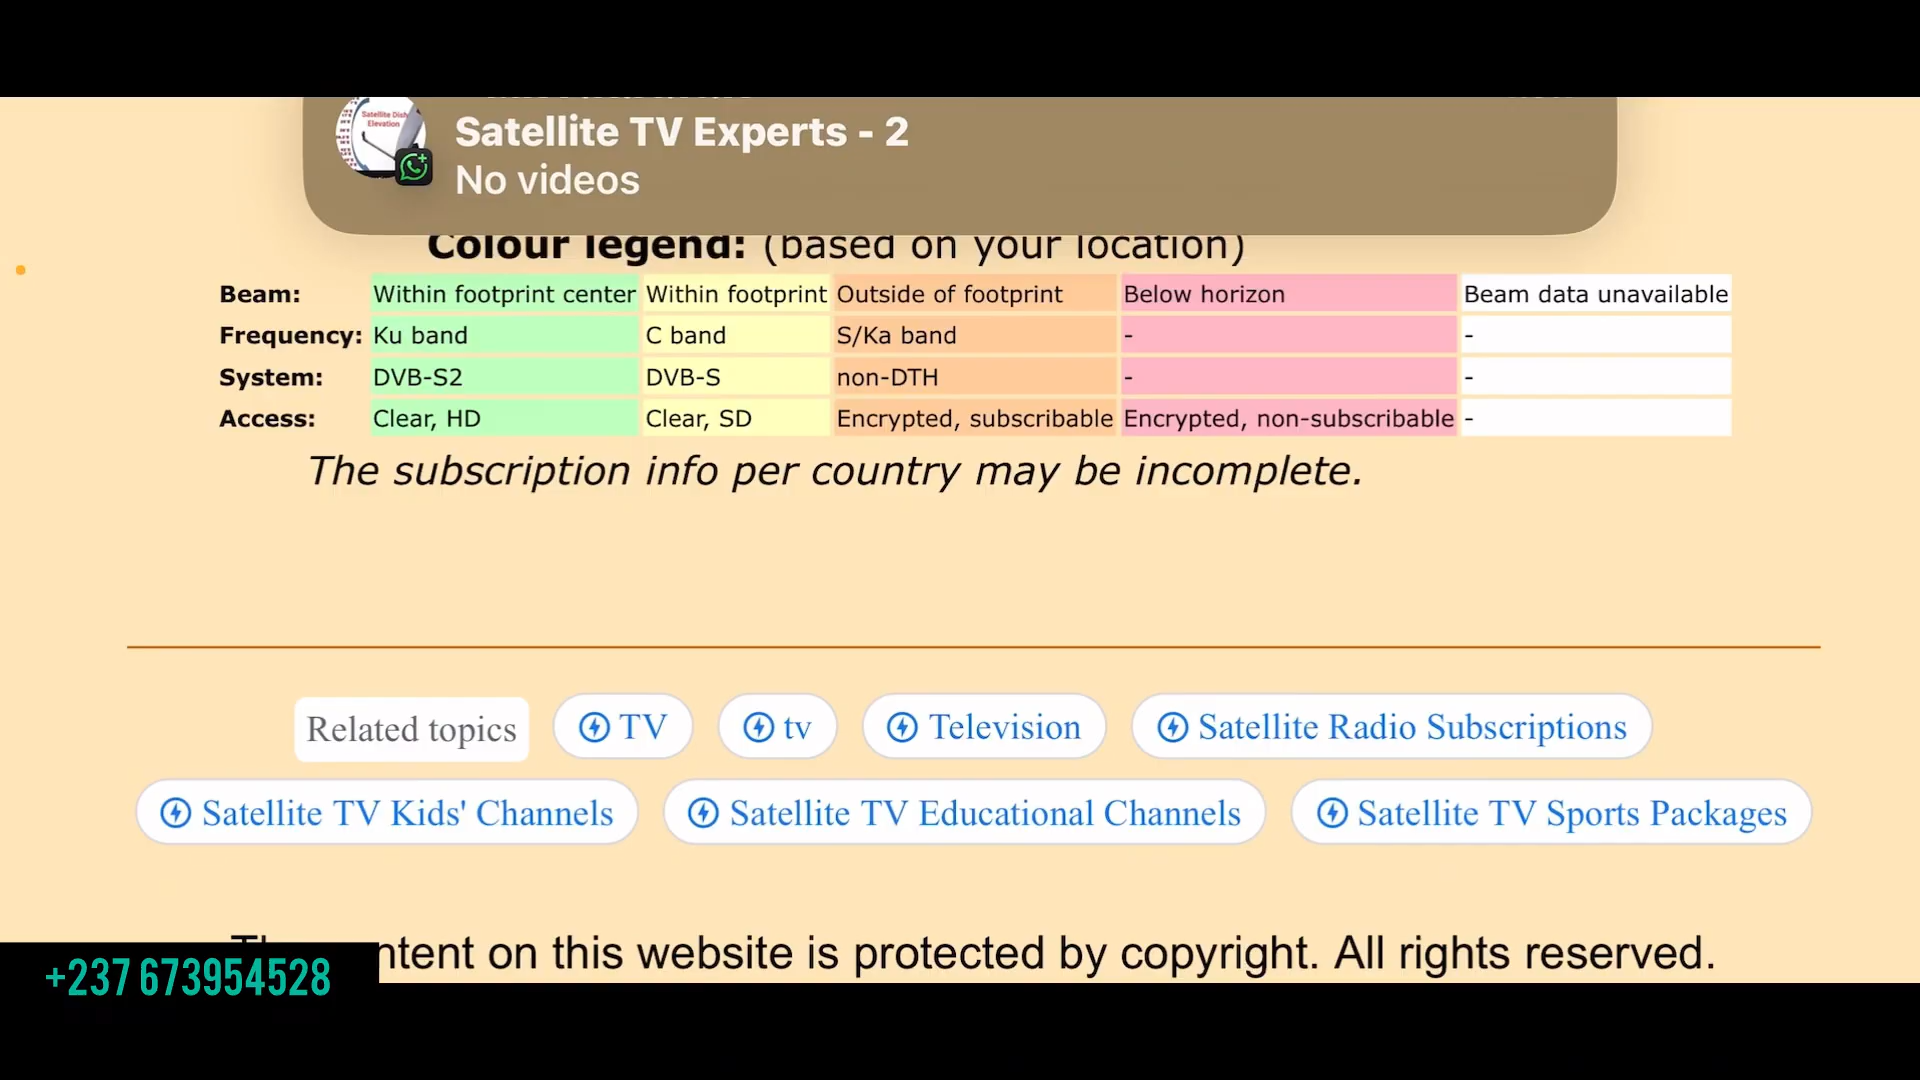 Satellite Dish
Elevation
Satellite TV Experts - 2
No videos
Colour legend: (based on your location)
Beam: Within footprint center Within footprint Outside of footprint Below horizon Beam data unavailable
Frequency: Ku band C band S/Ka band - -
System: DVB-S2 DVB-S non-DTH - -
Access: Clear, HD Clear, SD Encrypted, subscribable Encrypted, non-subscribable -
The subscription info per country may be incomplete.
Related topics TV tv Television Satellite Radio Subscriptions
Satellite TV Kids' Channels Satellite TV Educational Channels Satellite TV Sports Packages
on this website is protected by copyright. All rights reserved.
+237 673954528